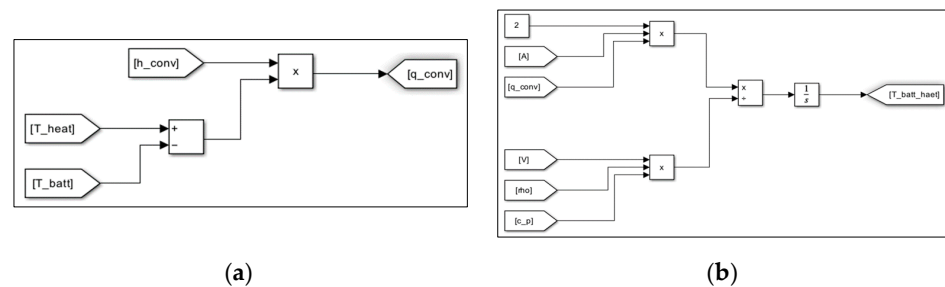 [h_conv]
x
[q_conv]
[T_heat]
+
−
[T_batt]
2
[A]
[q_conv]
x
x
÷
1
s
[T_batt_haet]
[V]
[rho]
[c_p]
x
(a)
(b)